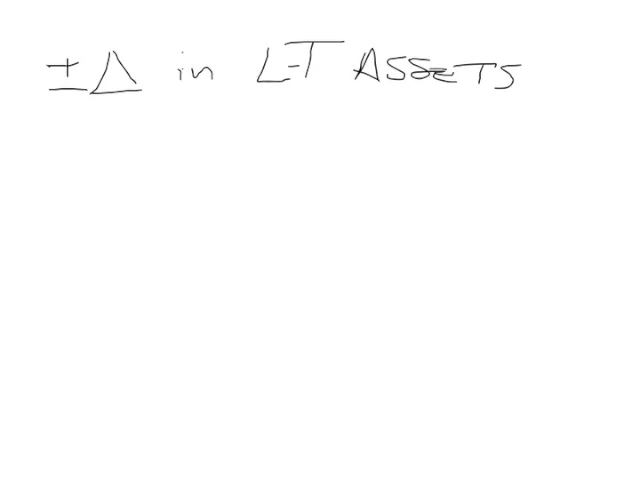 ± Δ in L-T ASSETS